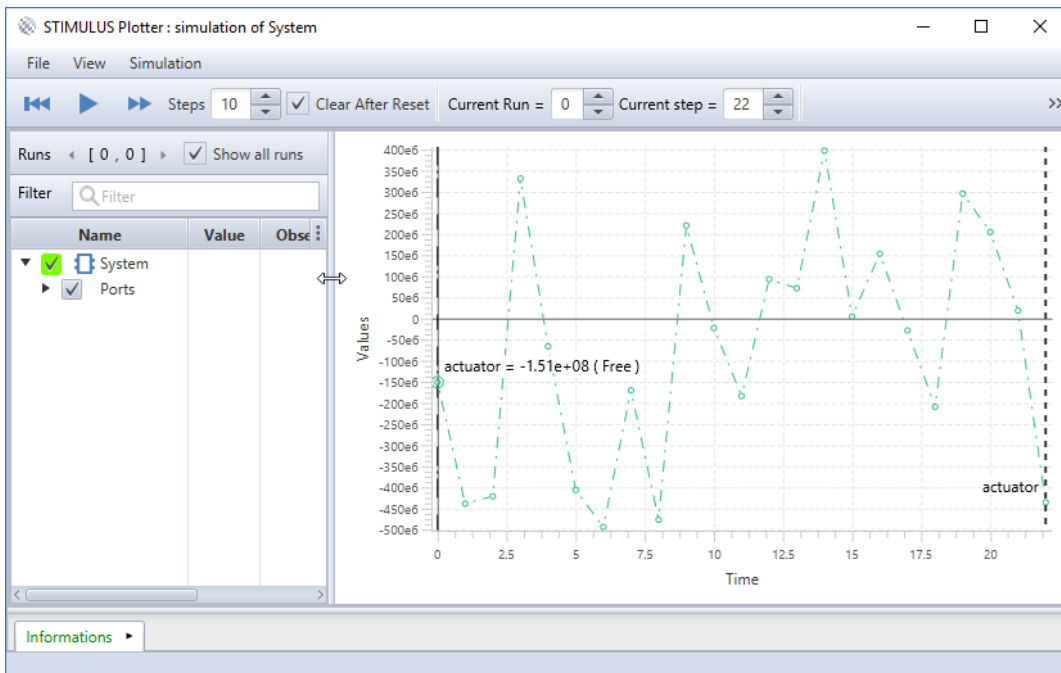 STIMULUS Plotter : simulation of System
File View Simulation
Steps 10 Clear After Reset Current Run = 0 Current step = 22
Runs [ 0 , 0 ] Show all runs
Filter Filter
Name Value Obse
System
Ports
400e6
350e6
300e6
250e6
200e6
150e6
100e6
50e6
0
-50e6
-100e6
-150e6
-200e6
-250e6
-300e6
-350e6
-400e6
-450e6
-500e6
Values
actuator = -1.51e+08 ( Free )
actuator
0 2.5 5 7.5 10 12.5 15 17.5 20
Time
Informations